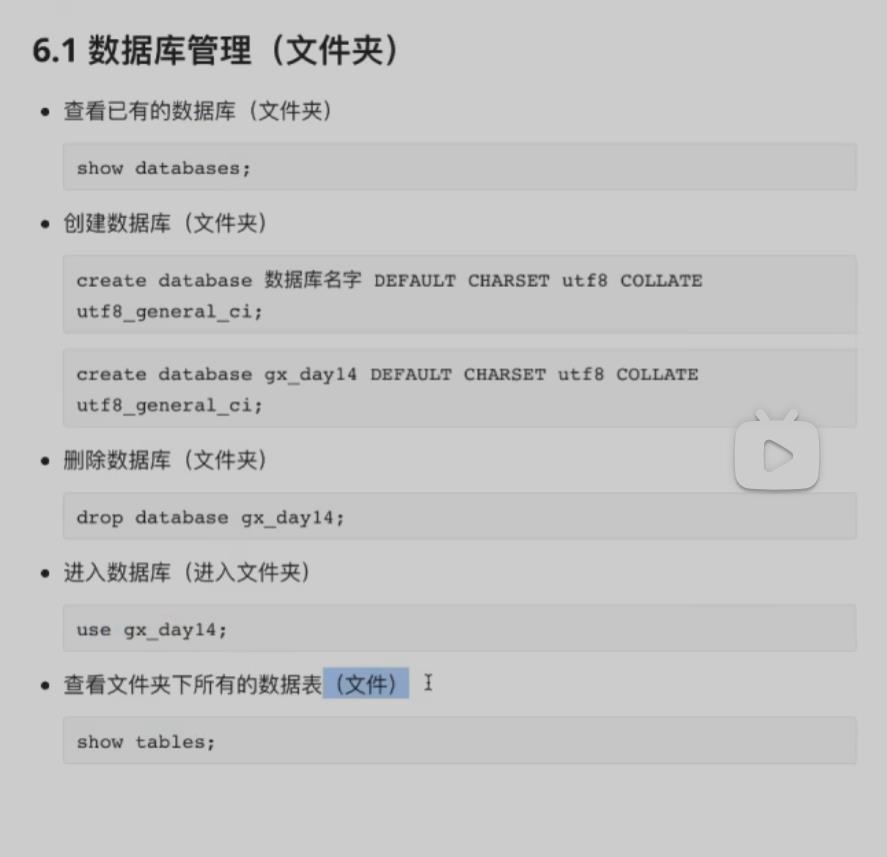 6.1 数据库管理（文件夹）
查看已有的数据库（文件夹）
show databases;
创建数据库（文件夹）
create database 数据库名字 DEFAULT CHARSET utf8 COLLATE
utf8_general_ci;
create database gx_day14 DEFAULT CHARSET utf8 COLLATE
utf8_general_ci;
删除数据库（文件夹）
drop database gx_day14;
进入数据库（进入文件夹）
use gx_day14;
查看文件夹下所有的数据表（文件）
show tables;